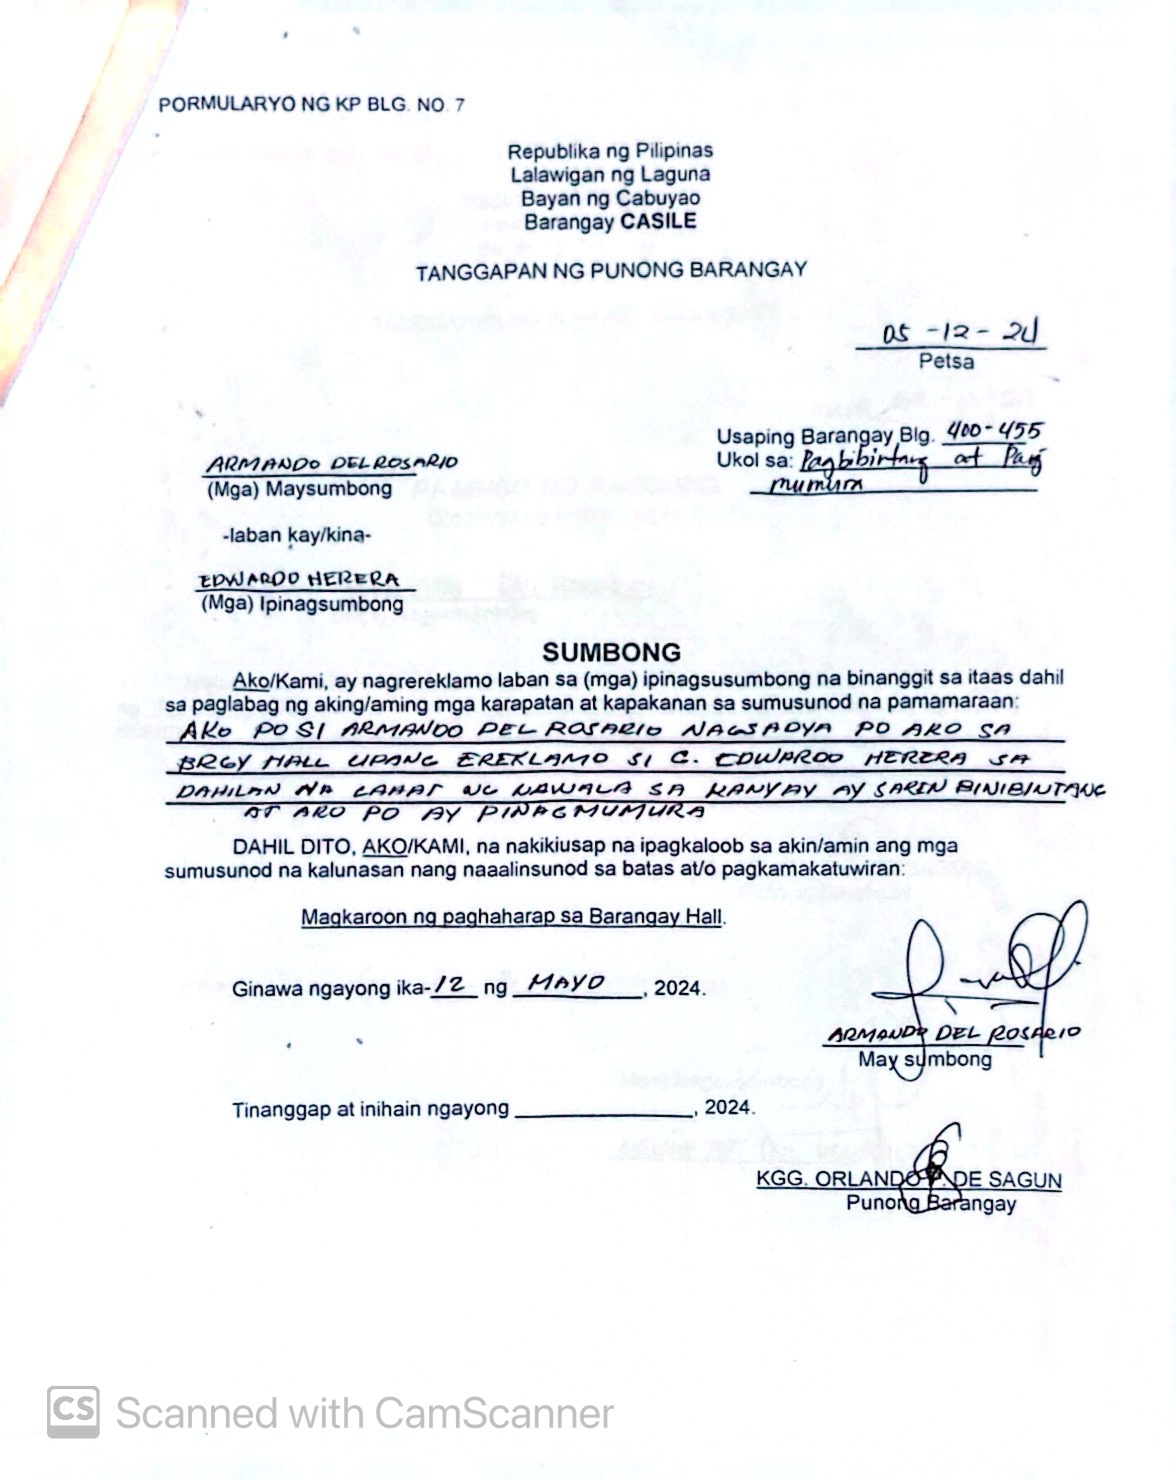 PORMULARYO NG KP BLG. NO. 7
Republika ng Pilipinas
Lalawigan ng Laguna
Bayan ng Cabuyao
Barangay CASILE
TANGGAPAN NG PUNONG BARANGAY
05-12-24
Petsa
Usaping Barangay Blg. 400-455
Ukol sa: Pagbibintang at Pag
mumura
ARMANDO DEL ROSARIO
(Mga) Maysumbong
-laban kay/kina-
EDWARDO HERERA
(Mga) Ipinagsumbong
SUMBONG
Ako/Kami, ay nagrereklamo laban sa (mga) ipinagsusumbong na binanggit sa itaas dahil
sa paglabag ng aking/aming mga karapatan at kapakanan sa sumusunod na pamamaraan:
AKO PO SI ARMANDO DEL ROSARIO NAGSADYA PO AKO SA
BRGY HALL UPANG EREKLAMO SI G. EDWARDO HERERA SA
DAHILAN NA LAHAT NG NAWALA SA KANYAY AY SAKEN BINIBINTANG
AT AKO PO AY PINAGMUMURA
DAHIL DITO, AKO/KAMI, na nakikiusap na ipagkaloob sa akin/amin ang mga
sumusunod na kalunasan nang naaalinsunod sa batas at/o pagkamakatuwiran:
Magkaroon ng paghaharap sa Barangay Hall.
Ginawa ngayong ika-12 ng MAYO, 2024.
ARMANDO DEL ROSARIO
May sumbong
Tinanggap at inihain ngayong ________________, 2024.
KGG. ORLANDO DE SAGUN
Punong Barangay
CS Scanned with CamScanner